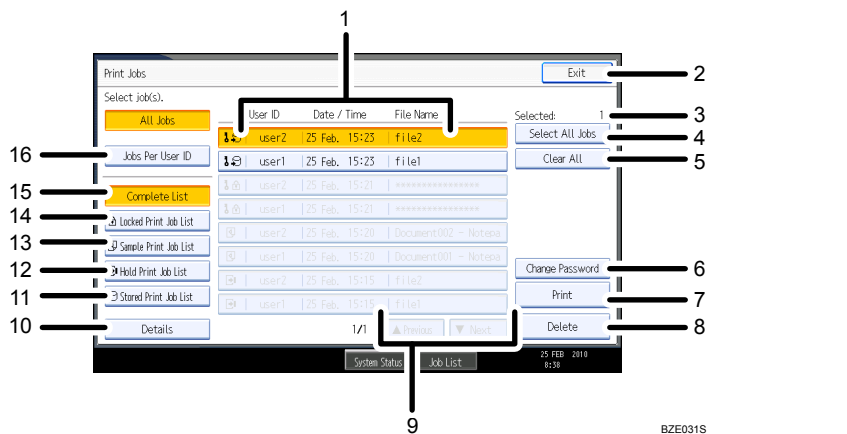 1
Print Jobs
Exit
2
Select job(s).
All Jobs
User ID Date / Time File Name
Selected: 1
3
user2 25 Feb. 15:23 file2
Select All Jobs
4
16
Jobs Per User ID
user1 25 Feb. 15:23 file1
Clear All
5
user2 25 Feb. 15:21 ****************
15
Complete List
user1 25 Feb. 15:21 ****************
14
Locked Print Job List
user2 25 Feb. 15:20 Document002 - Notepa
13
Sample Print Job List
user1 25 Feb. 15:20 Document001 - Notepa
12
Hold Print Job List
user2 25 Feb. 15:15 file2
Change Password
6
11
Stored Print Job List
user1 25 Feb. 15:15 file1
Print
7
10
Details
1/1
▲ Previous
▼ Next
Delete
8
System Status
Job List
25 FEB 2010
8:38
9
BZE031S